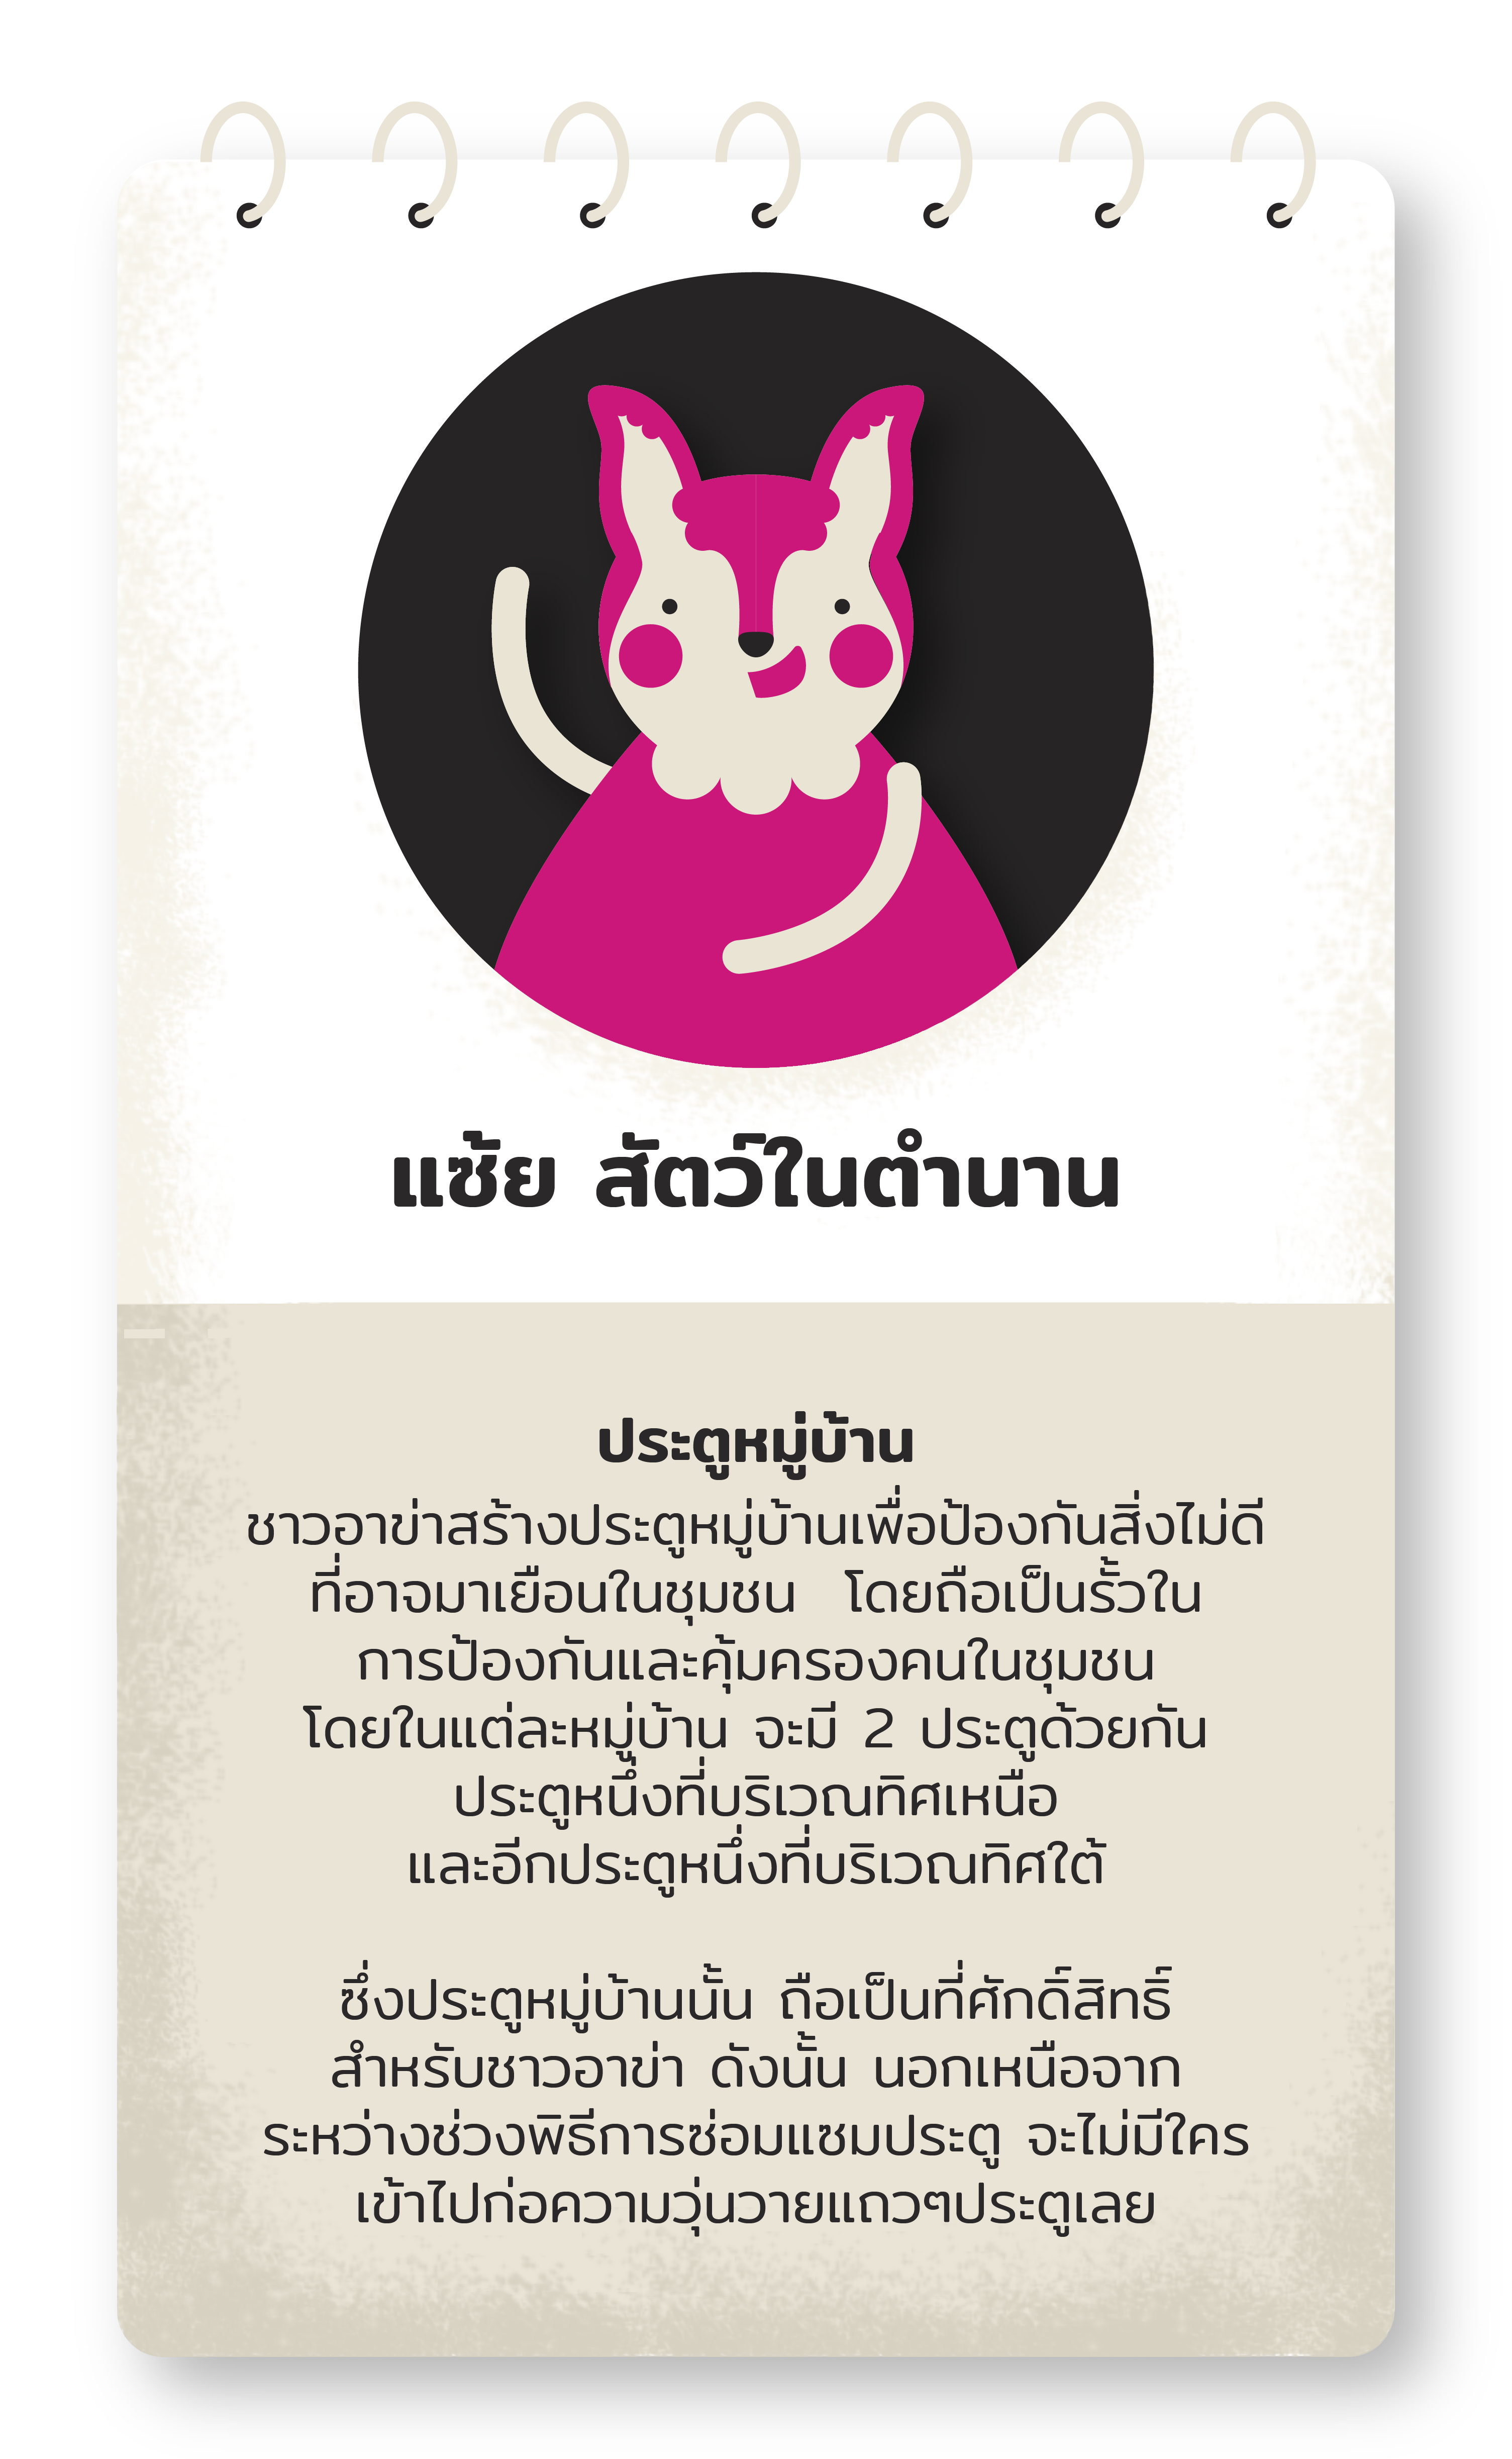 แซ้ย สัตว์ในตำนาน
ประตูหมู่บ้าน
ชาวอาข่าสร้างประตูหมู่บ้านเพื่อป้องกันสิ่งไม่ดี
ที่อาจมาเยือนในชุมชน โดยถือเป็นรั้วใน
การป้องกันและคุ้มครองคนในชุมชน
โดยในแต่ละหมู่บ้าน จะมี 2 ประตูด้วยกัน
ประตูหนึ่งที่บริเวณทิศเหนือ
และอีกประตูหนึ่งที่บริเวณทิศใต้
ซึ่งประตูหมู่บ้านนั้น ถือเป็นที่ศักดิ์สิทธิ์
สำหรับชาวอาข่า ดังนั้น นอกเหนือจาก
ระหว่างช่วงพิธีการซ่อมแซมประตู จะไม่มีใคร
เข้าไปก่อความวุ่นวายแถวๆประตูเลย